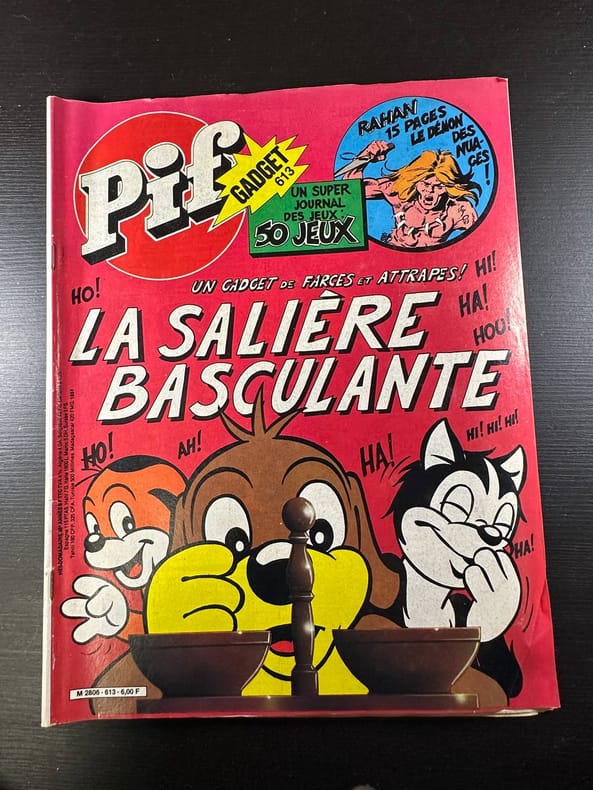 Pif
GADGET
613
UN SUPER
JOURNAL
DES JEUX:
50 JEUX
RAHAN
15 PAGES
LE DÉMON
DES
NUA-
GES!
UN GADGET DE FARCES ET ATTRAPES!
LA SALIÈRE
BASCULANTE
HO!
HI!
HA!
HOU!
HO!
AH!
HA!
HI! HI! HI!
HA!
M 2806 - 613 - 6,00 F